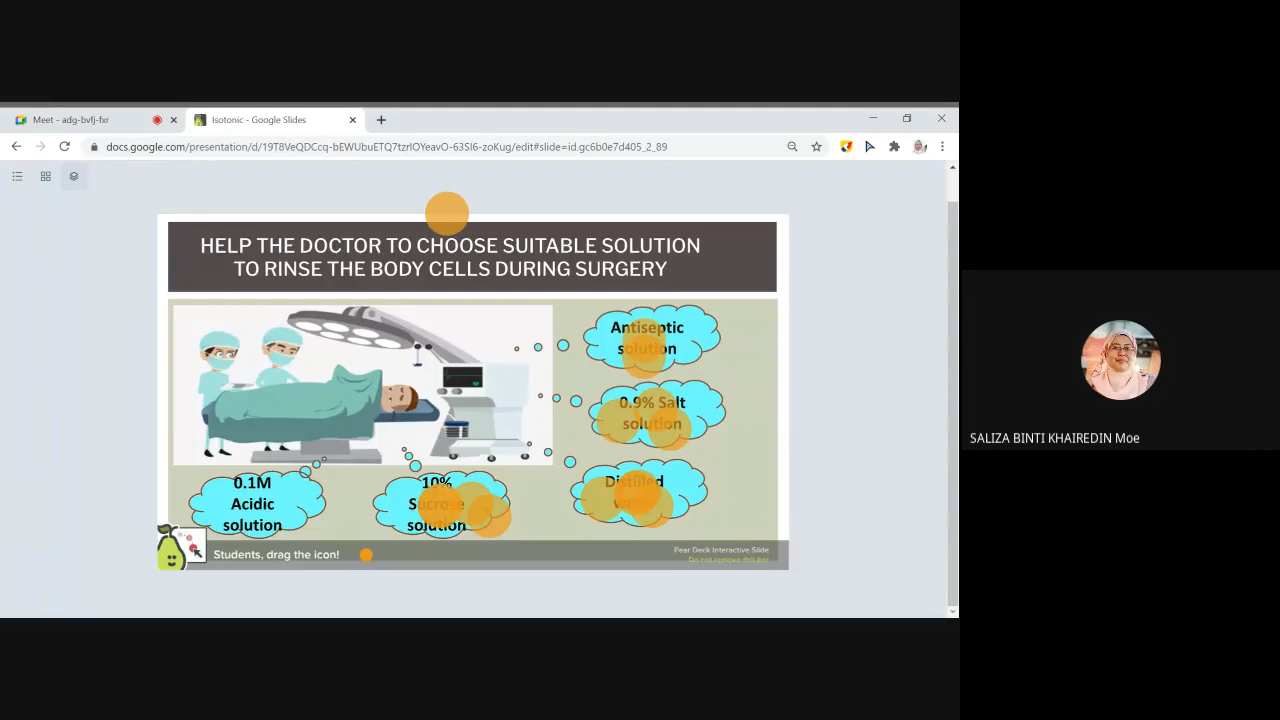 Meet - adg-bvfj-fxr
Isotonic - Google Slides
docs.google.com/presentation/d/19T8VeQDCcq-bEWUbuETQ7tzrlOYeavO-63Sl6-zoKug/edit#slide=id.gc6b0e7d405_2_89
HELP THE DOCTOR TO CHOOSE SUITABLE SOLUTION
TO RINSE THE BODY CELLS DURING SURGERY
Antiseptic
solution
0.9% Salt
solution
Distilled
0.1M
Acidic
solution
10%
Sucrose
solution
Students, drag the icon!
Pear Deck Interactive Slide
Do not remove this bar
SALIZA BINTI KHAIREDIN Moe